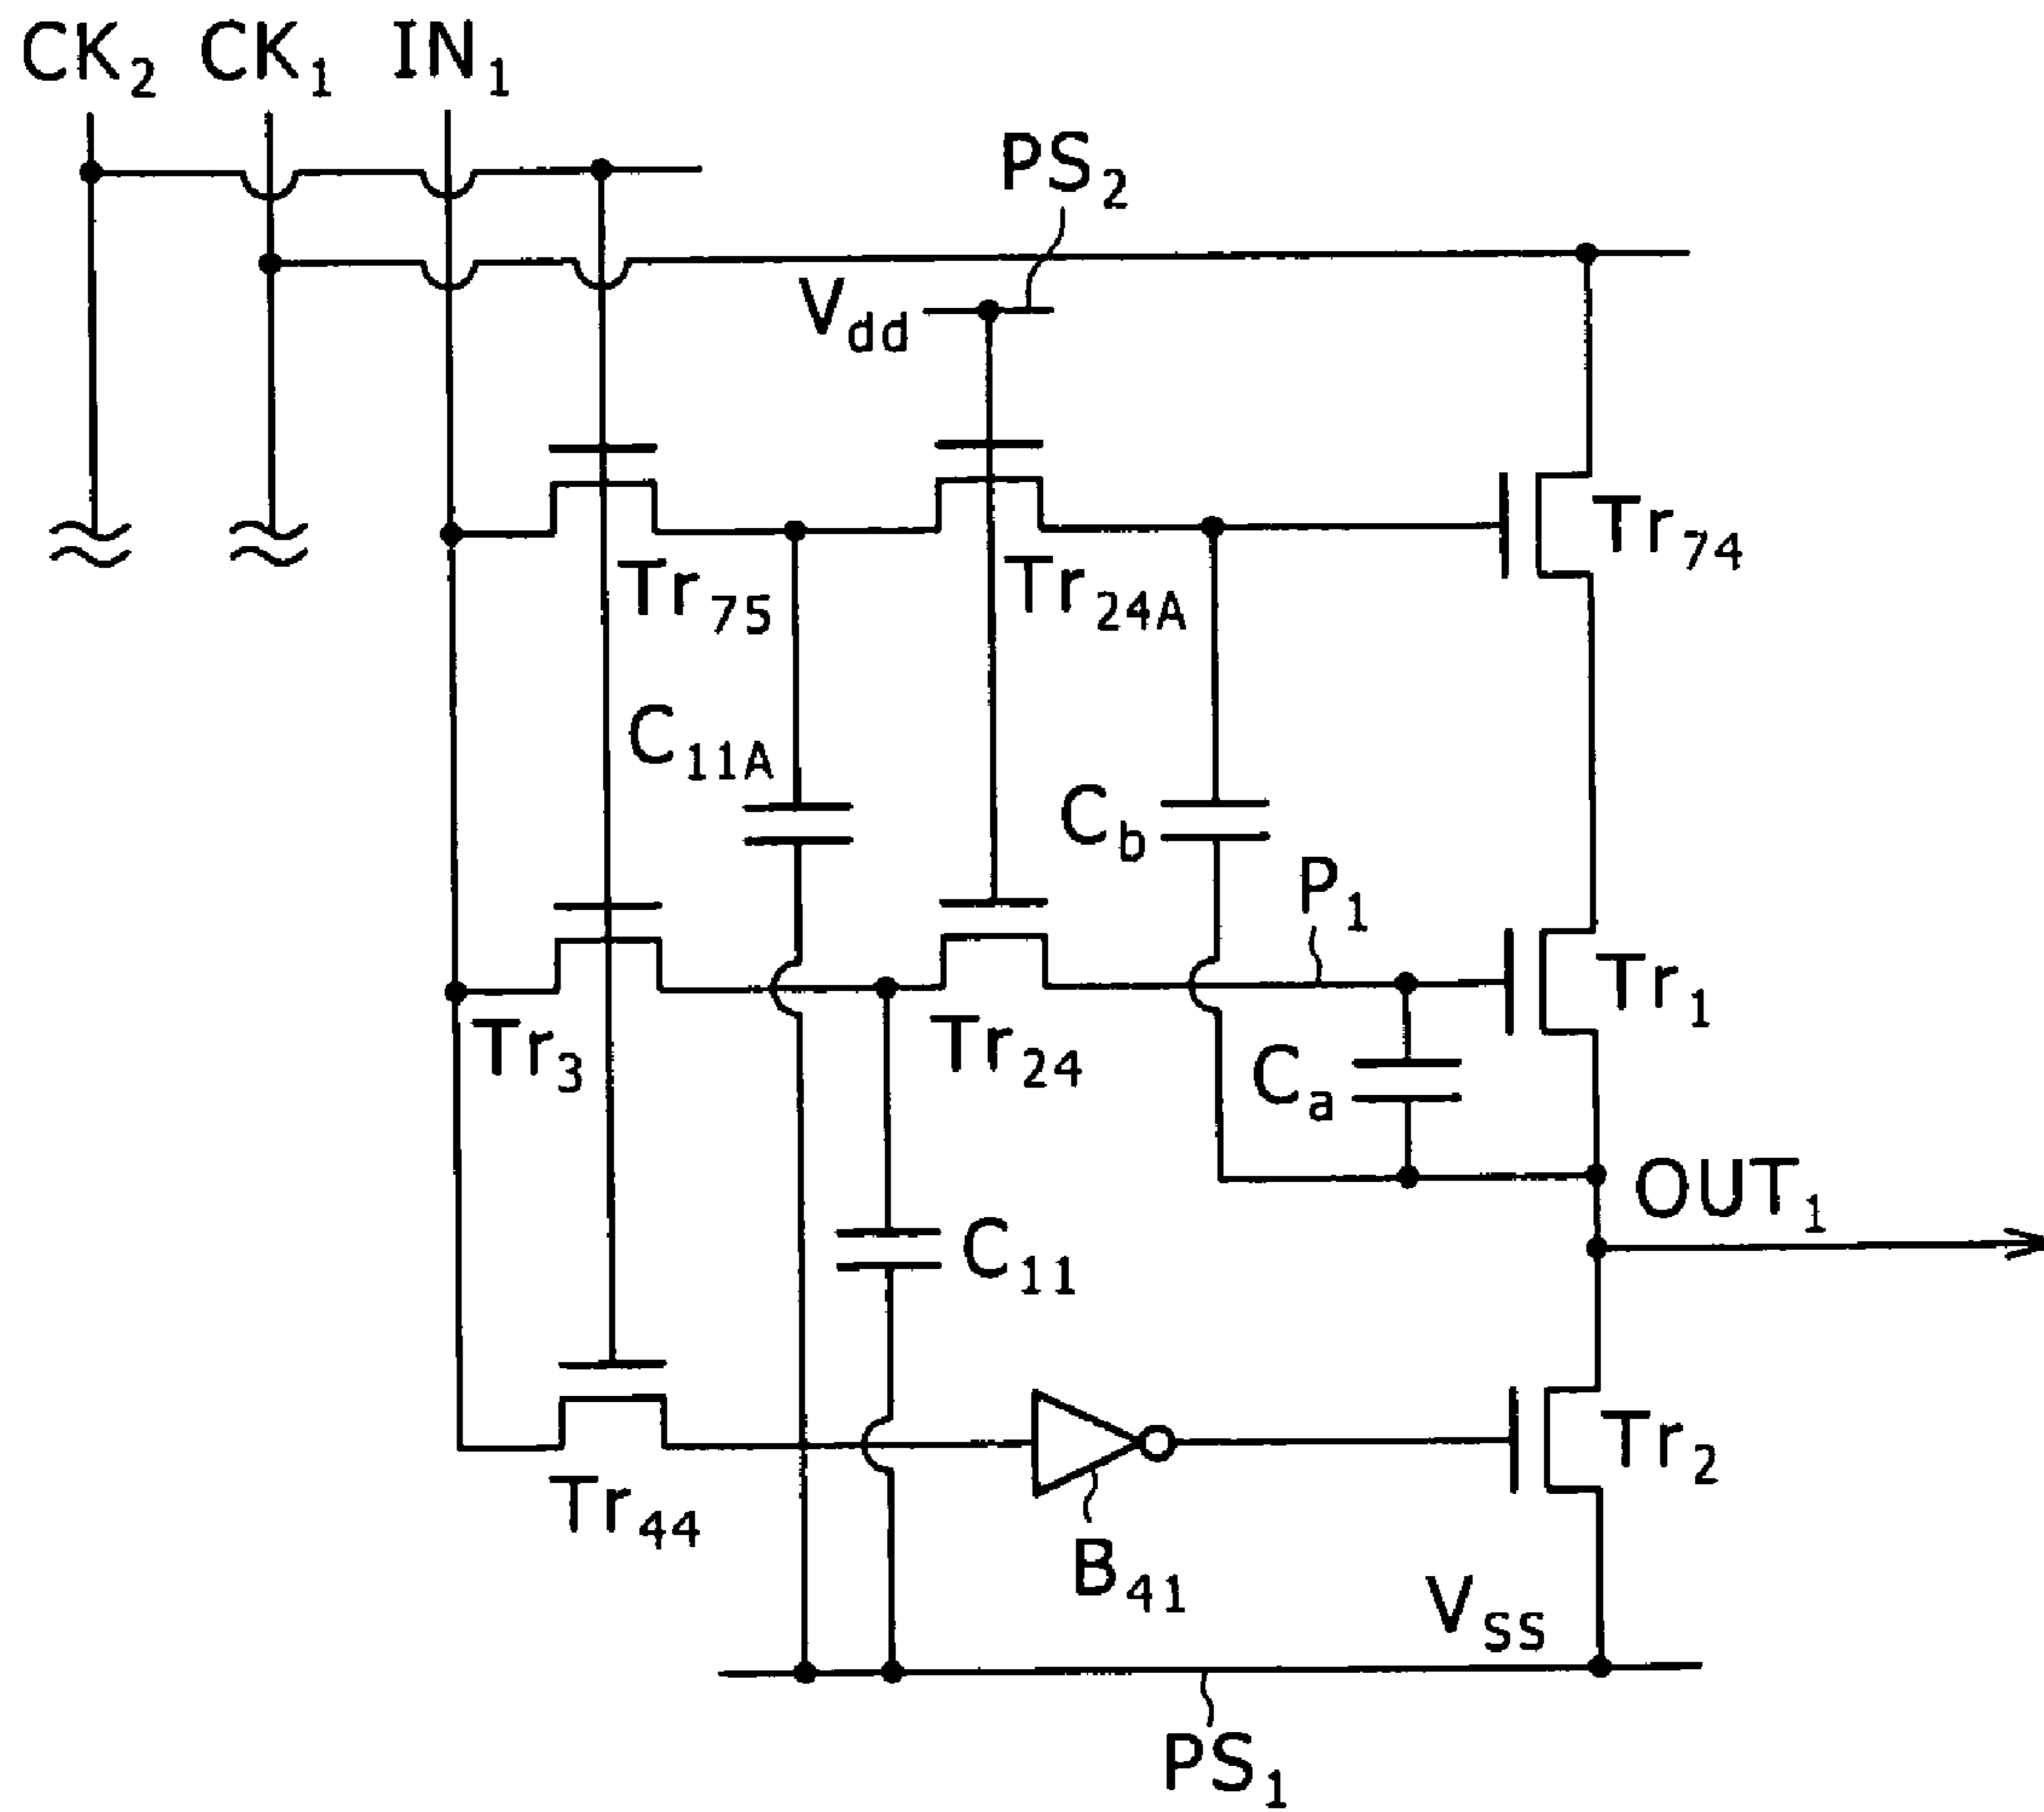 CK₂ CK₁ IN₁
PS₂
Vdd
Tr₇₄
Tr₇₅
Tr₂₄A
C₁₁A
Cb
P₁
Tr₁
Tr₃
Tr₂₄
Ca
OUT₁
C₁₁
Tr₂
Tr₄₄
B₄₁
Vss
PS₁